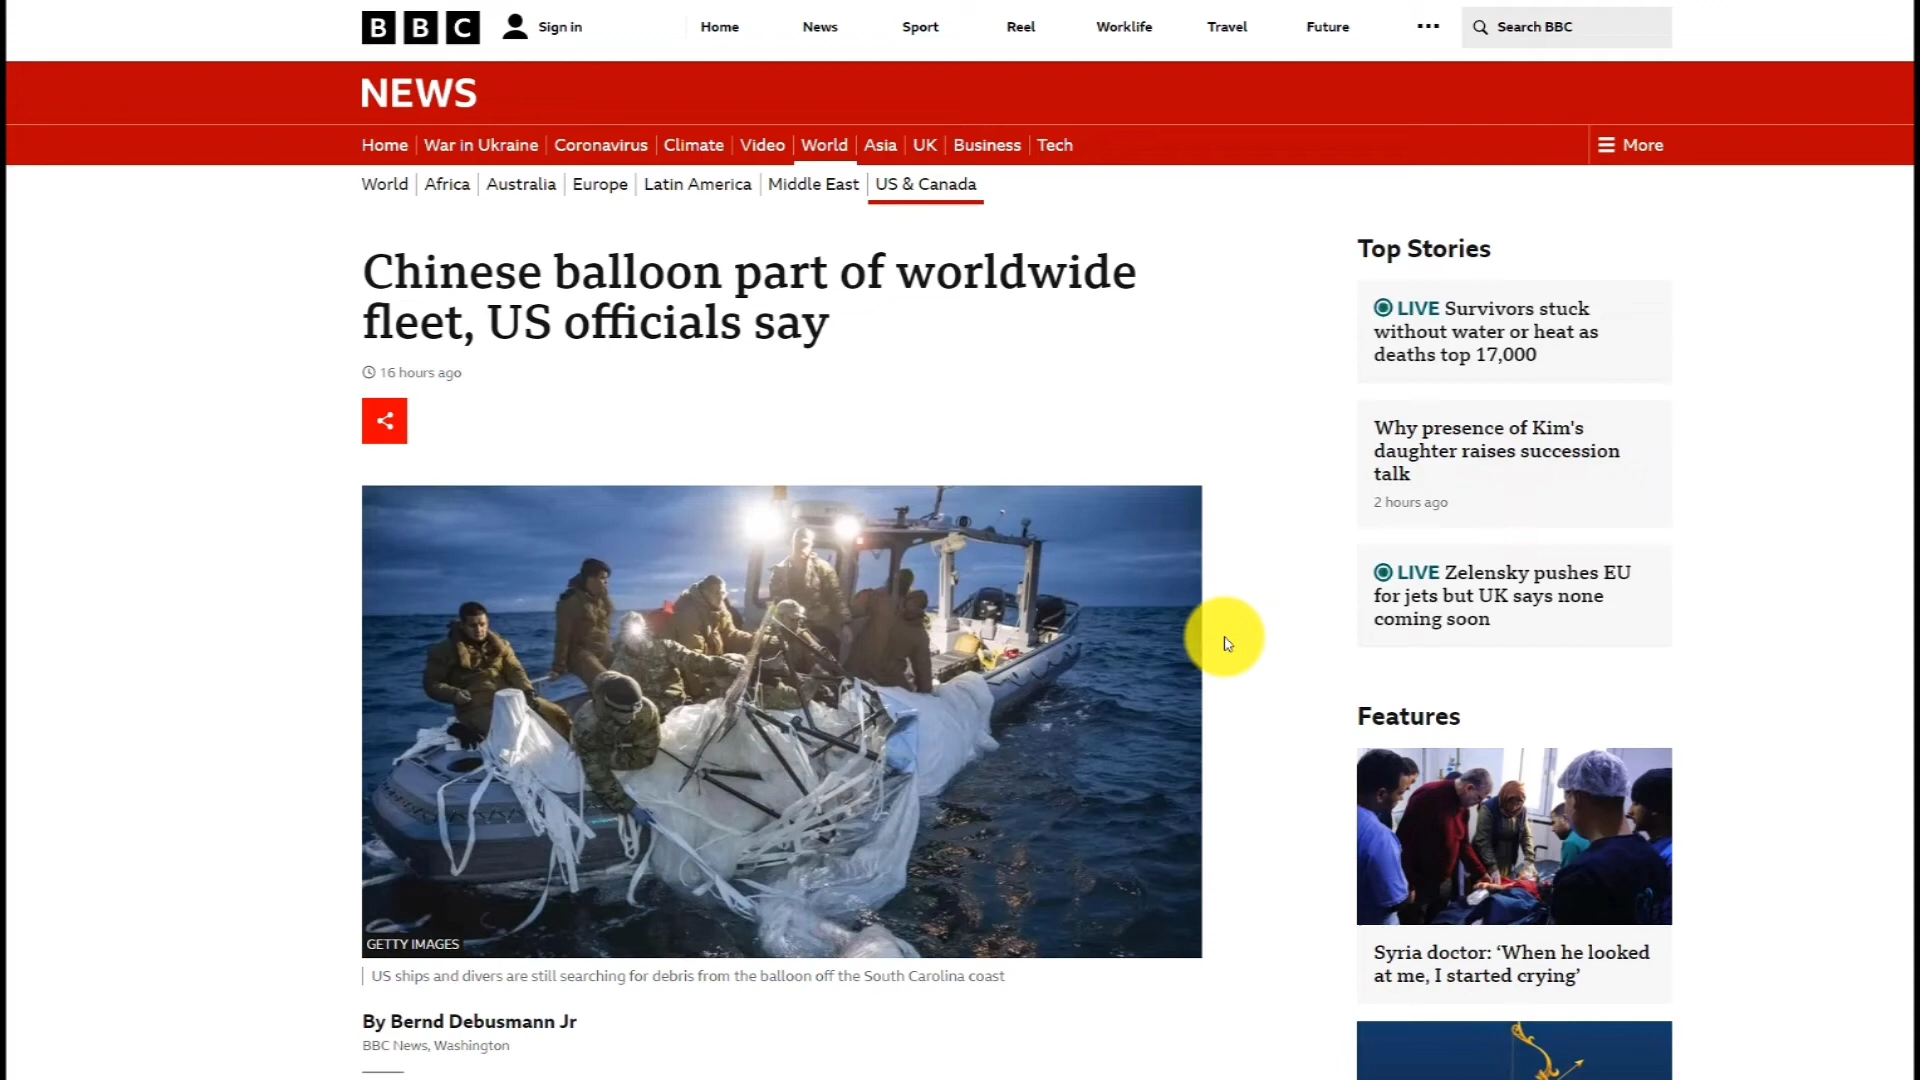 BBC
Sign in
Home
News
Sport
Reel
Worklife
Travel
Future
Search BBC
NEWS
Home
War in Ukraine
Coronavirus
Climate
Video
World
Asia
UK
Business
Tech
More
World
Africa
Australia
Europe
Latin America
Middle East
US & Canada
Chinese balloon part of worldwide
fleet, US officials say
16 hours ago
GETTY IMAGES
US ships and divers are still searching for debris from the balloon off the South Carolina coast
By Bernd Debusmann Jr
BBC News, Washington
Top Stories
LIVE Survivors stuck
without water or heat as
deaths top 17,000
Why presence of Kim's
daughter raises succession
talk
2 hours ago
LIVE Zelensky pushes EU
for jets but UK says none
coming soon
Features
Syria doctor: ‘When he looked
at me, I started crying’